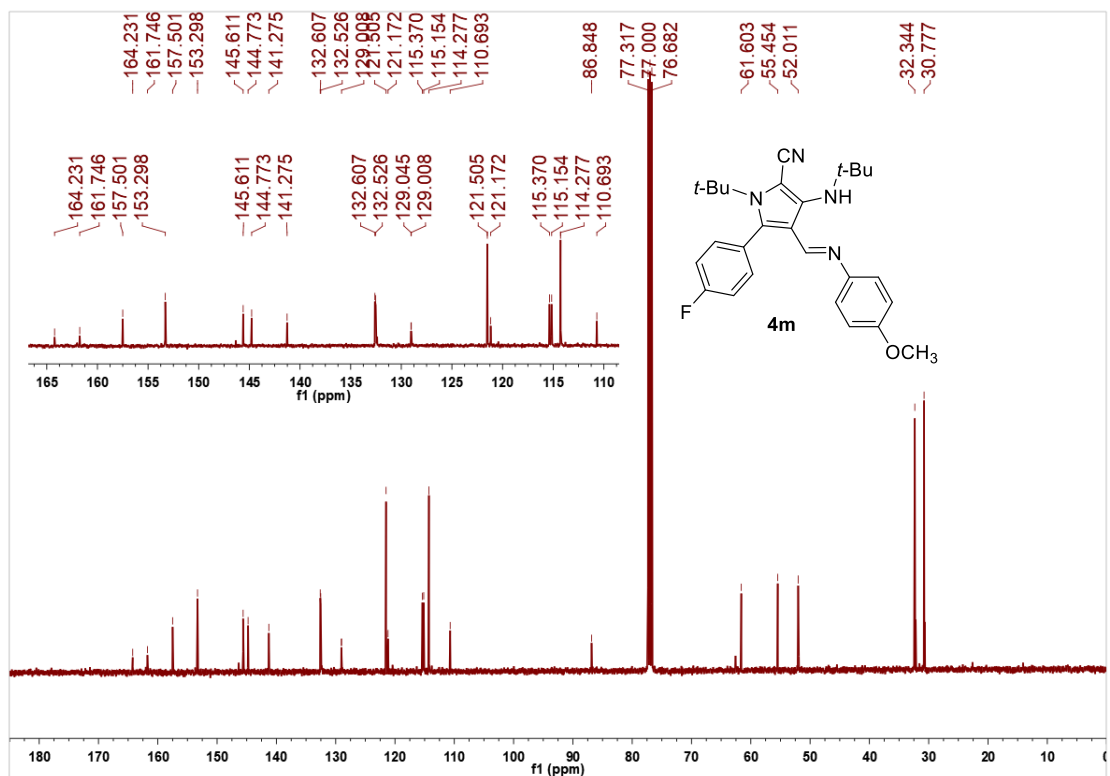 164.231 161.746 157.501 153.298 145.611 144.773 141.275 132.607 132.526 129.008 121.505 121.172 115.370 115.154 114.277 110.693 86.848 77.317 77.000 76.682 61.603 55.454 52.011 32.344 30.777
164.231 161.746 157.501 153.298 145.611 144.773 141.275 132.607 132.526 129.045 129.008 121.505 121.172 115.370 115.154 114.277 110.693
CN
t-Bu
t-Bu
N
NH
N
F
4m
OCH3
165 160 155 150 145 140 135 130 125 120 115 110
f1 (ppm)
180 170 160 150 140 130 120 110 100 90 80 70 60 50 40 30 20 10
f1 (ppm)